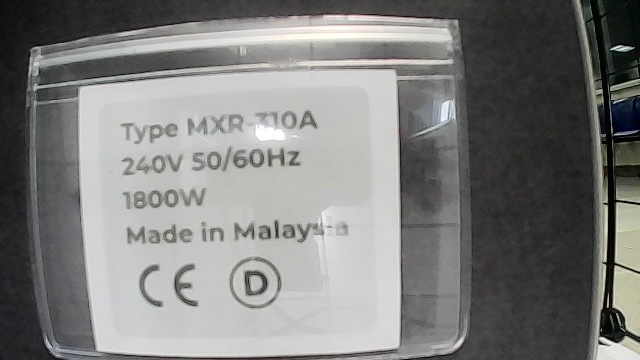 Type MXR-310A
240V 50/60Hz
1800W
Made in Malaysia
CE D